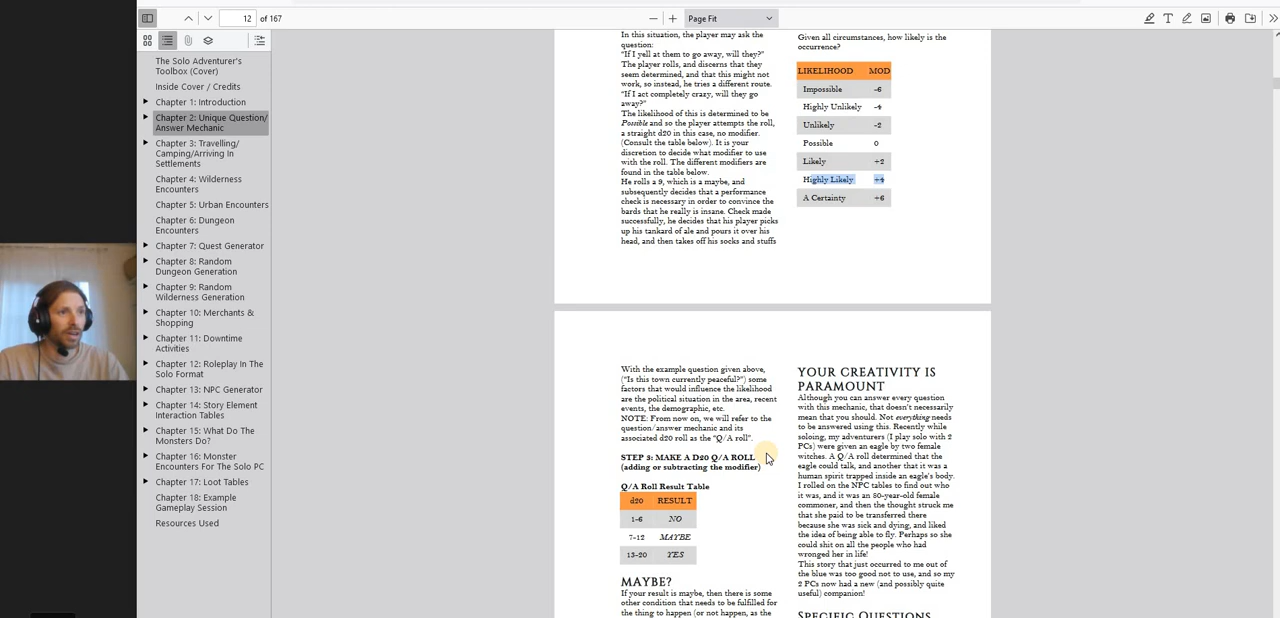 12 of 167
Page Fit
The Solo Adventurer's
Toolbox (Cover)
Inside Cover / Credits
Chapter 1: Introduction
Chapter 2: Unique Question/
Answer Mechanic
Chapter 3: Travelling/
Camping/Arriving In
Settlements
Chapter 4: Wilderness
Encounters
Chapter 5: Urban Encounters
Chapter 6: Dungeon
Encounters
Chapter 7: Quest Generator
Chapter 8: Random
Dungeon Generation
Chapter 9: Random
Wilderness Generation
Chapter 10: Merchants &
Shopping
Chapter 11: Downtime
Activities
Chapter 12: Roleplay In The
Solo Format
Chapter 13: NPC Generator
Chapter 14: Story Element
Interaction Tables
Chapter 15: What Do The
Monsters Do?
Chapter 16: Monster
Encounters For The Solo PC
Chapter 17: Loot Tables
Chapter 18: Example
Gameplay Session
Resources Used
In this situation, the player may ask the
question:
"If I yell at them to go away, will they?"
The player rolls, and discerns that they
seem determined, and that this might not
work, so instead, he tries a different route.
"If I act completely crazy, will they go
away?"
The likelihood of this is determined to be
Possible and so the player attempts the roll,
a straight d20 in this case, no modifier.
(Consult the table below). It is your
discretion to decide what modifier to use
with the roll. The different modifiers are
found in the table below.
He rolls a 9, which is a maybe, and
subsequently decides that a performance
check is necessary in order to convince the
bards that he really is insane. Check made
successfully, he decides that his player picks
up his tankard of ale and pours it over his
head, and then takes off his socks and stuffs
Given all circumstances, how likely is the
occurrence?
LIKELIHOOD MOD
Impossible -6
Highly Unlikely -4
Unlikely -2
Possible 0
Likely +2
Highly Likely +4
A Certainty +6
With the example question given above,
("Is this town currently peaceful?") some
factors that would influence the likelihood
are the political situation in the area, recent
events, the demographic, etc.
NOTE: From now on, we will refer to the
question/answer mechanic and its
associated d20 roll as the "Q/A roll".
STEP 3: MAKE A D20 Q/A ROLL
(adding or subtracting the modifier)
Q/A Roll Result Table
d20 RESULT
1-6 NO
7-12 MAYBE
13-20 YES
MAYBE?
If your result is maybe, then there is some
other condition that needs to be fulfilled for
the thing to happen (or not happen, as the
YOUR CREATIVITY IS
PARAMOUNT
Although you can answer every question
with this mechanic, that doesn't necessarily
mean that you should. Not everything needs
to be answered using this. Recently while
soloing, my adventurers (I play solo with 2
PCs) were given an eagle by two female
witches. A Q/A roll determined that the
eagle could talk, and another that it was a
human spirit trapped inside an eagle's body.
I rolled on the NPC tables to find out who
it was, and it was an 80-year-old female
commoner, and then the thought struck me
that she paid to be transferred there
because she was sick and dying, and liked
the idea of being able to fly. Perhaps so she
could shit on all the people who had
wronged her in life!
This story that just occurred to me out of
the blue was too good not to use, and so my
2 PCs now had a new (and possibly quite
useful) companion!
SPECIFIC QUESTIONS